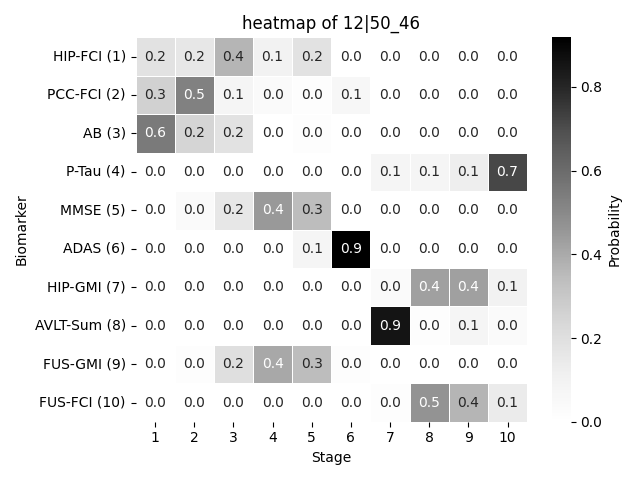 heatmap of 12|50_46
HIP-FCI (1) 0.2 0.2 0.4 0.1 0.2 0.0 0.0 0.0 0.0 0.0
PCC-FCI (2) 0.3 0.5 0.1 0.0 0.0 0.1 0.0 0.0 0.0 0.0
AB (3) 0.6 0.2 0.2 0.0 0.0 0.0 0.0 0.0 0.0 0.0
P-Tau (4) 0.0 0.0 0.0 0.0 0.0 0.0 0.1 0.1 0.1 0.7
MMSE (5) 0.0 0.0 0.2 0.4 0.3 0.0 0.0 0.0 0.0 0.0
ADAS (6) 0.0 0.0 0.0 0.0 0.1 0.9 0.0 0.0 0.0 0.0
HIP-GMI (7) 0.0 0.0 0.0 0.0 0.0 0.0 0.0 0.4 0.4 0.1
AVLT-Sum (8) 0.0 0.0 0.0 0.0 0.0 0.0 0.9 0.0 0.1 0.0
FUS-GMI (9) 0.0 0.0 0.2 0.4 0.3 0.0 0.0 0.0 0.0 0.0
FUS-FCI (10) 0.0 0.0 0.0 0.0 0.0 0.0 0.0 0.5 0.4 0.1
1 2 3 4 5 6 7 8 9 10
Stage
Biomarker
0.8
0.6
0.4
0.2
0.0
Probability